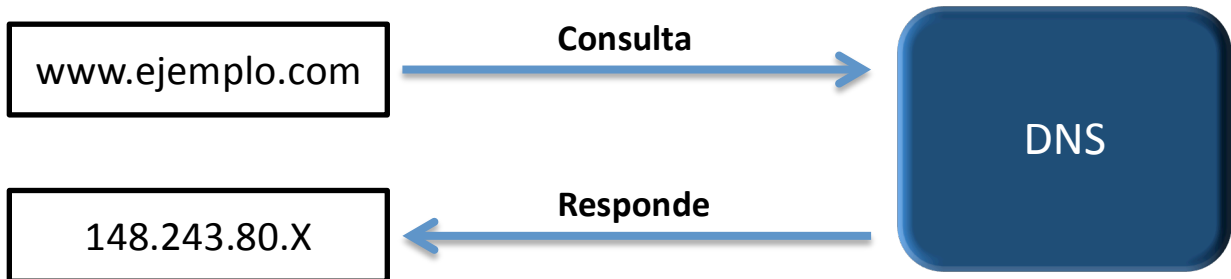 www.ejemplo.com
Consulta
DNS
148.243.80.X
Responde